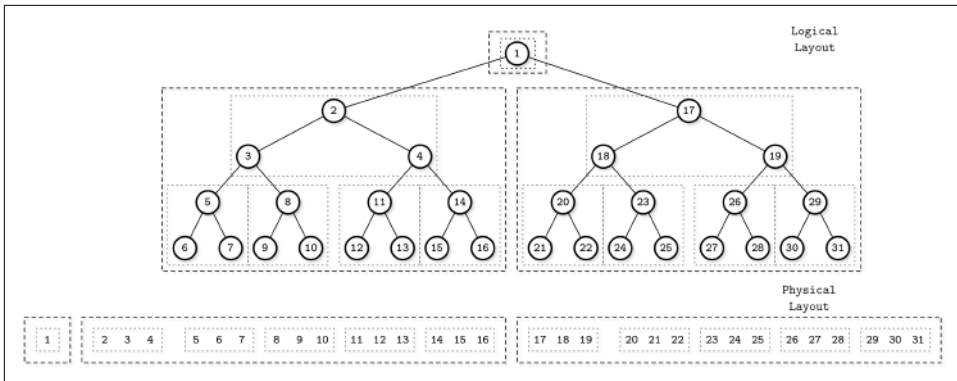 Logical
Layout
1
2 17
3 4 18 19
5 8 11 14 20 23 26 29
6 7 9 10 12 13 15 16 21 22 24 25 27 28 30 31
Physical
Layout
1 2 3 4 5 6 7 8 9 10 11 12 13 14 15 16 17 18 19 20 21 22 23 24 25 26 27 28 29 30 31